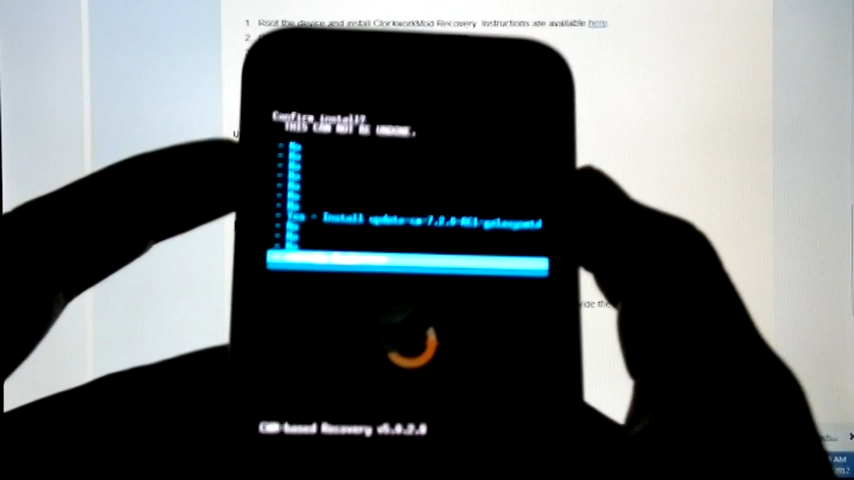 1. Root the device and install ClockworkMod Recovery. Instructions are available here.
2.
Confirm install?
THIS CAN NOT BE UNDONE.
- No
- No
- No
- No
- No
- No
- Yes - Install update-cm-7.2.0-RC1-galaxysmtd
- No
- No
CWM-based Recovery v5.0.2.8
AM